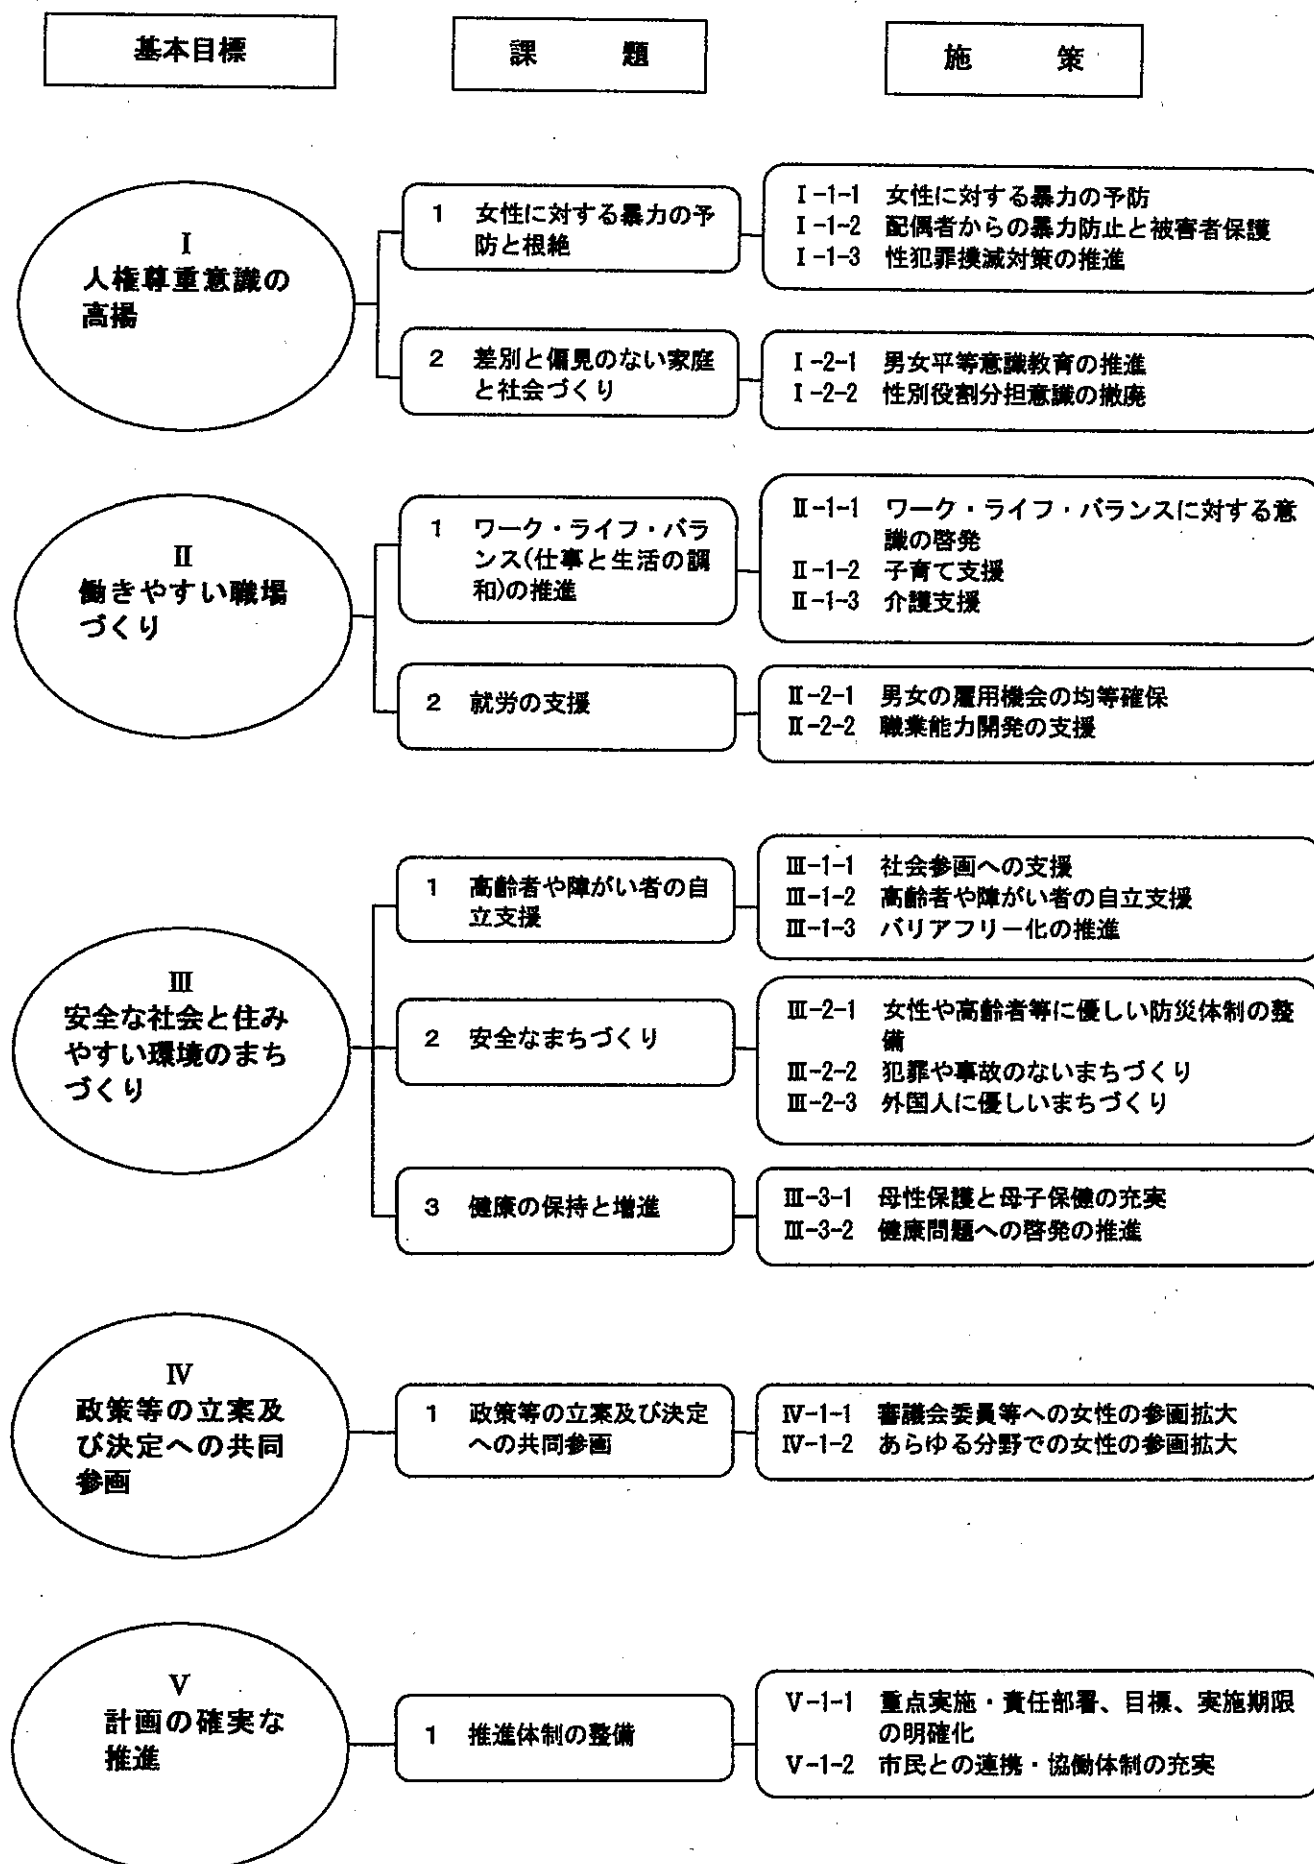 基本目標
課　題
施　策
I
人権尊重意識の
高揚
1 女性に対する暴力の予
防と根絶
I-1-1 女性に対する暴力の予防
I-1-2 配偶者からの暴力防止と被害者保護
I-1-3 性犯罪撲滅対策の推進
2 差別と偏見のない家庭
と社会づくり
I-2-1 男女平等意識教育の推進
I-2-2 性別役割分担意識の撤廃
Ⅱ
働きやすい職場
づくり
1 ワーク・ライフ・バラ
ンス(仕事と生活の調
和)の推進
Ⅱ-1-1 ワーク・ライフ・バランスに対する意
識の啓発
Ⅱ-1-2 子育て支援
Ⅱ-1-3 介護支援
2 就労の支援
Ⅱ-2-1 男女の雇用機会の均等確保
Ⅱ-2-2 職業能力開発の支援
Ⅲ
安全な社会と住み
やすい環境のまち
づくり
1 高齢者や障がい者の自
立支援
Ⅲ-1-1 社会参画への支援
Ⅲ-1-2 高齢者や障がい者の自立支援
Ⅲ-1-3 バリアフリー化の推進
2 安全なまちづくり
Ⅲ-2-1 女性や高齢者等に優しい防災体制の整
備
Ⅲ-2-2 犯罪や事故のないまちづくり
Ⅲ-2-3 外国人に優しいまちづくり
3 健康の保持と増進
Ⅲ-3-1 母性保護と母子保健の充実
Ⅲ-3-2 健康問題への啓発の推進
Ⅳ
政策等の立案及
び決定への共同
参画
1 政策等の立案及び決定
への共同参画
Ⅳ-1-1 審議会委員等への女性の参画拡大
Ⅳ-1-2 あらゆる分野での女性の参画拡大
Ⅴ
計画の確実な
推進
1 推進体制の整備
Ⅴ-1-1 重点実施・責任部署、目標、実施期限
の明確化
Ⅴ-1-2 市民との連携・協働体制の充実